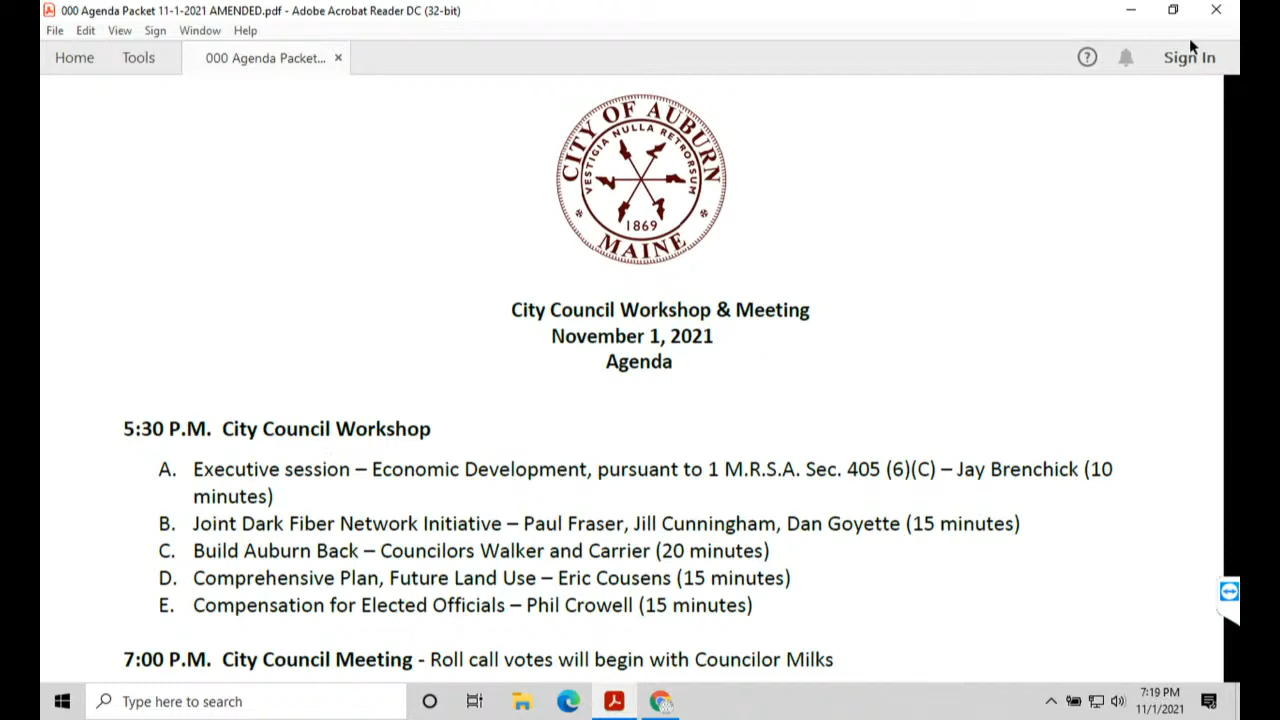 000 Agenda Packet 11-1-2021 AMENDED.pdf - Adobe Acrobat Reader DC (32-bit)
File Edit View Sign Window Help
Home Tools 000 Agenda Packet... × ? Sign In
CITY OF AUBURN
VESTIGIA NULLA RETRORSUM
1869
MAINE
City Council Workshop & Meeting
November 1, 2021
Agenda
5:30 P.M. City Council Workshop
A. Executive session – Economic Development, pursuant to 1 M.R.S.A. Sec. 405 (6)(C) – Jay Brenchick (10
minutes)
B. Joint Dark Fiber Network Initiative – Paul Fraser, Jill Cunningham, Dan Goyette (15 minutes)
C. Build Auburn Back – Councilors Walker and Carrier (20 minutes)
D. Comprehensive Plan, Future Land Use – Eric Cousens (15 minutes)
E. Compensation for Elected Officials – Phil Crowell (15 minutes)
7:00 P.M. City Council Meeting - Roll call votes will begin with Councilor Milks
Type here to search
7:19 PM
11/1/2021